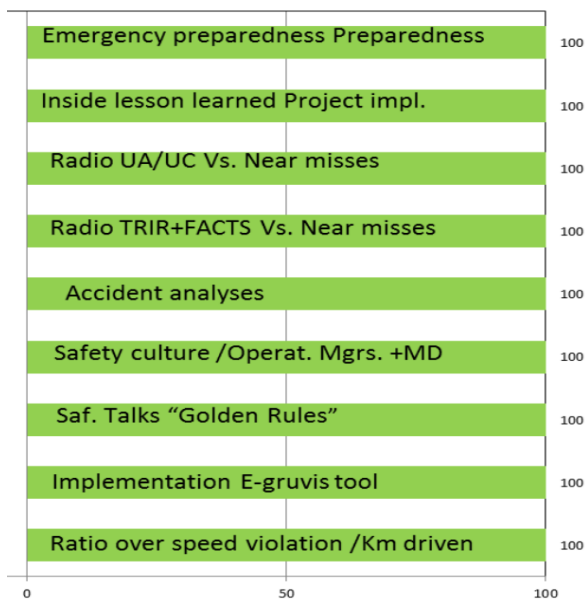 Emergency preparedness Preparedness
100
Inside lesson learned Project impl.
100
Radio UA/UC Vs. Near misses
100
Radio TRIR+FACTS Vs. Near misses
100
Accident analyses
100
Safety culture /Operat. Mgrs. +MD
100
Saf. Talks “Golden Rules”
100
Implementation E-gruvis tool
100
Ratio over speed violation /Km driven
100
0 50 100